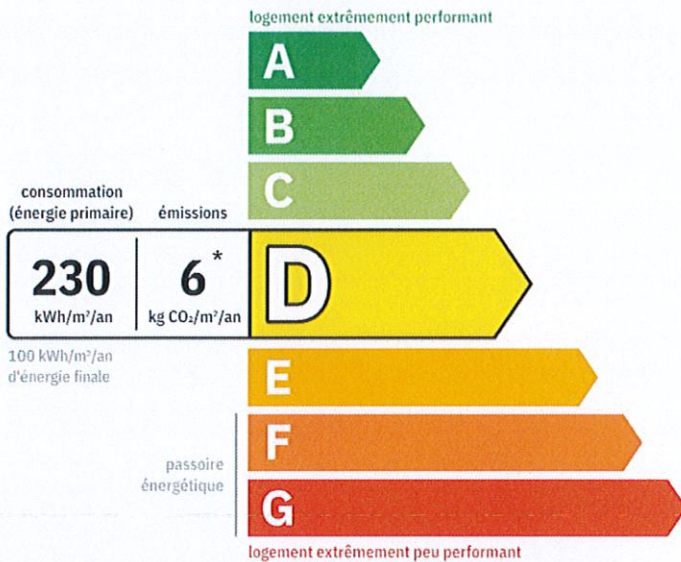 logement extrêmement performant
A
B
C
consommation
(énergie primaire)
émissions
230
kWh/m²/an
6*
kg CO₂/m²/an
D
100 kWh/m²/an
d'énergie finale
E
passoire
énergétique
F
G
logement extrêmement peu performant